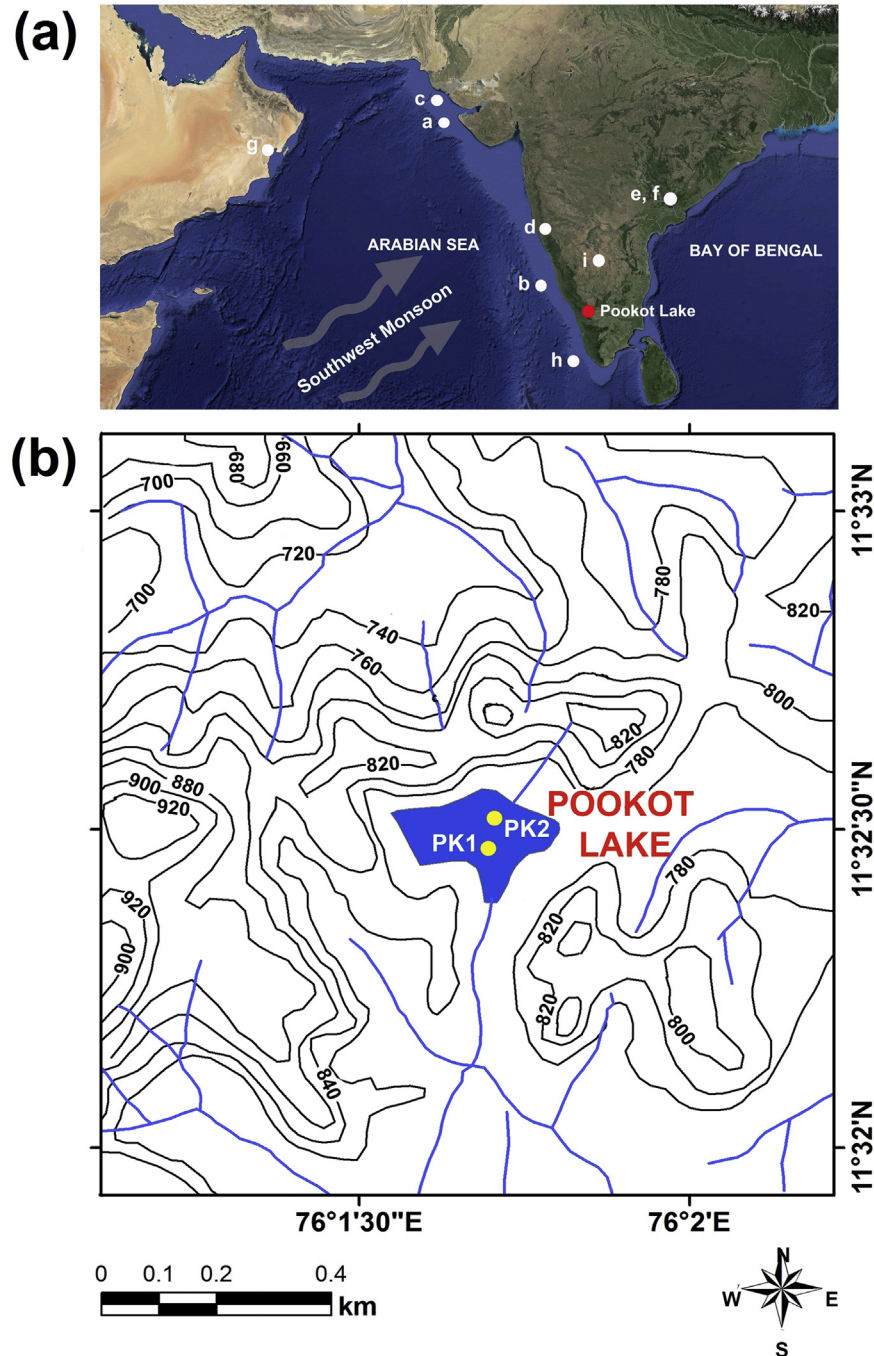 (a)
c
a
g
e, f
d
ARABIAN SEA
BAY OF BENGAL
i
b
Pookot Lake
Southwest Monsoon
h
(b)
680
660
700
11°33'N
720
780
700
820
740
760
800
820
820
780
880
900
920
POOKOT
LAKE
PK2
PK1
11°32'30"N
780
920
820
900
820
800
840
11°32'N
76°1'30"E
76°2'E
0
0.1
0.2
0.4
km
N
W
E
S